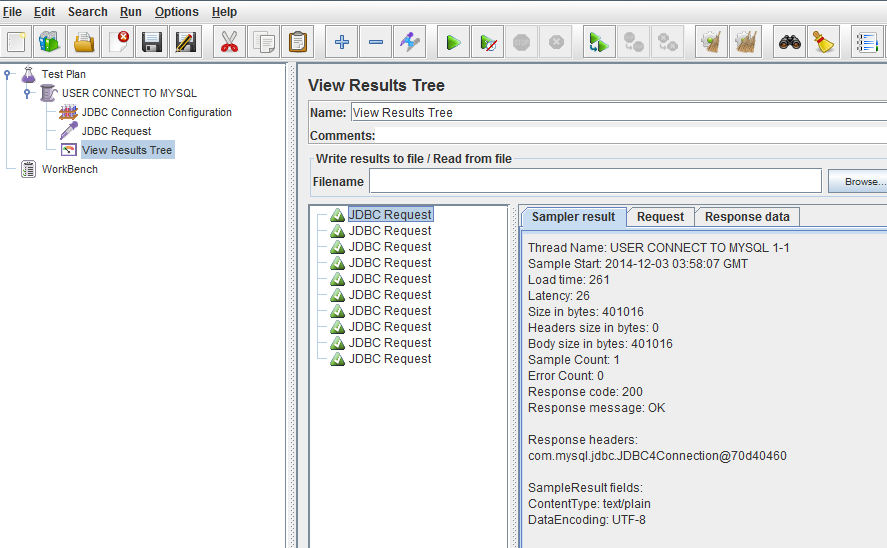 File Edit Search Run Options Help
Test Plan
USER CONNECT TO MYSQL
JDBC Connection Configuration
JDBC Request
View Results Tree
WorkBench
View Results Tree
Name: View Results Tree
Comments:
Write results to file / Read from file
Filename Browse...
JDBC Request
JDBC Request
JDBC Request
JDBC Request
JDBC Request
JDBC Request
JDBC Request
JDBC Request
JDBC Request
JDBC Request
Sampler result Request Response data
Thread Name: USER CONNECT TO MYSQL 1-1
Sample Start: 2014-12-03 03:58:07 GMT
Load time: 261
Latency: 26
Size in bytes: 401016
Headers size in bytes: 0
Body size in bytes: 401016
Sample Count: 1
Error Count: 0
Response code: 200
Response message: OK
Response headers:
com.mysql.jdbc.JDBC4Connection@70d40460
SampleResult fields:
ContentType: text/plain
DataEncoding: UTF-8